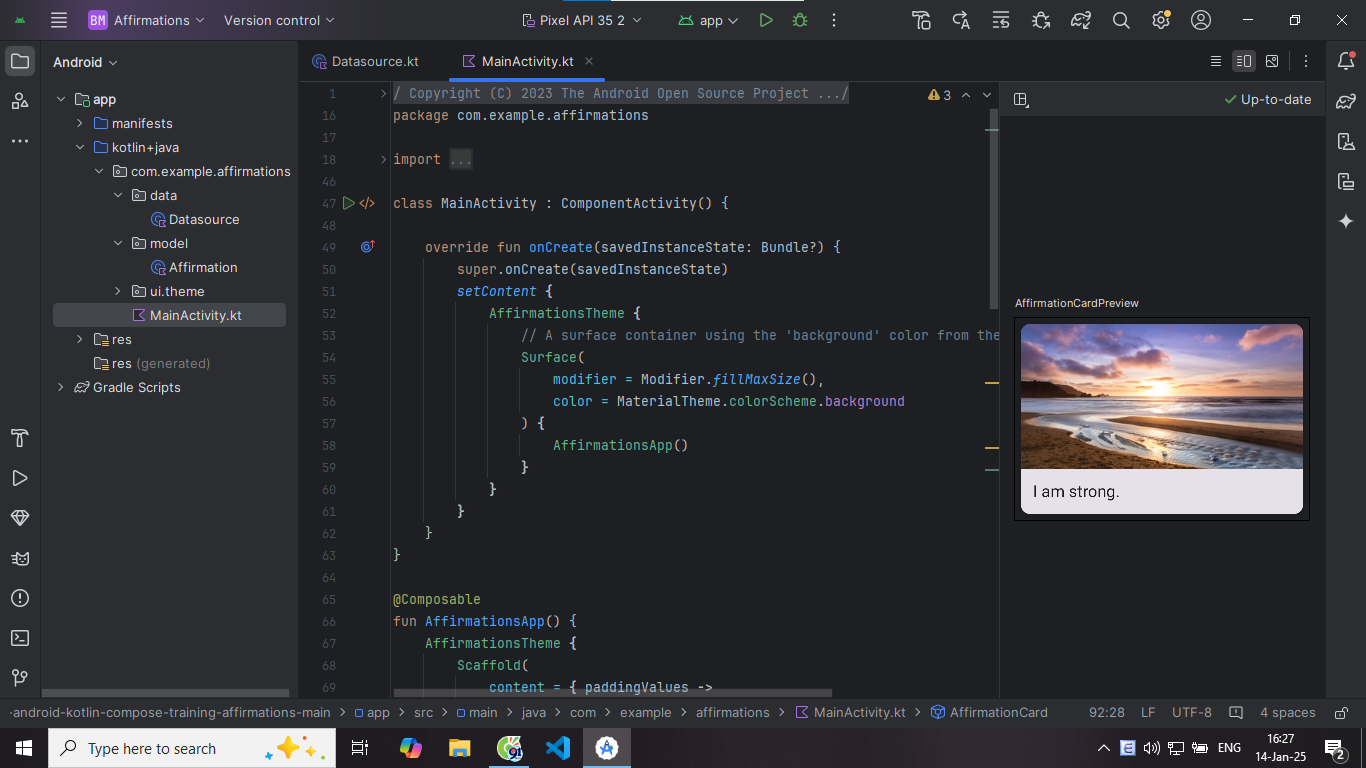 BM Affirmations Version control Pixel API 35 2 app
Android
Datasource.kt MainActivity.kt
app
manifests
kotlin+java
com.example.affirmations
data
Datasource
model
Affirmation
ui.theme
MainActivity.kt
res
res (generated)
Gradle Scripts
1 / Copyright (C) 2023 The Android Open Source Project .../
3
16 package com.example.affirmations
17
18 import ...
46
47 class MainActivity : ComponentActivity() {
48
49 override fun onCreate(savedInstanceState: Bundle?) {
50 super.onCreate(savedInstanceState)
51 setContent {
52 AffirmationsTheme {
53 // A surface container using the 'background' color from the
54 Surface(
55 modifier = Modifier.fillMaxSize(),
56 color = MaterialTheme.colorScheme.background
57 ) {
58 AffirmationsApp()
59 }
60 }
61 }
62 }
63 }
64
65 @Composable
66 fun AffirmationsApp() {
67 AffirmationsTheme {
68 Scaffold(
69 content = { paddingValues ->
Up-to-date
AffirmationCardPreview
I am strong.
-android-kotlin-compose-training-affirmations-main > app > src > main > java > com > example > affirmations > MainActivity.kt > AffirmationCard 92:28 LF UTF-8 4 spaces
Type here to search
ENG
16:27
14-Jan-25
2